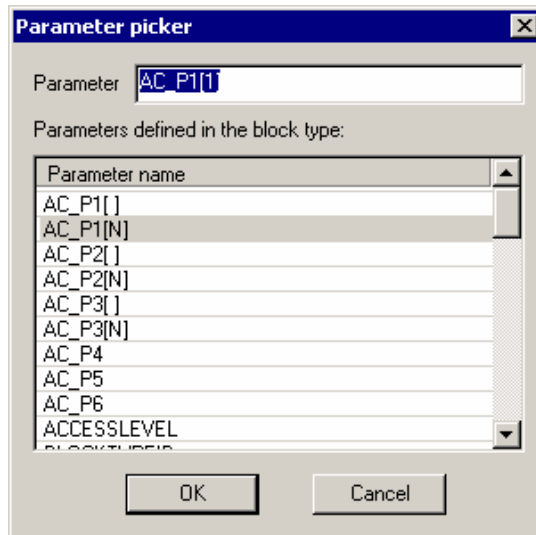 Parameter picker
Parameter AC_P1[1]
Parameters defined in the block type:
Parameter name
AC_P1[ ]
AC_P1[N]
AC_P2[ ]
AC_P2[N]
AC_P3[ ]
AC_P3[N]
AC_P4
AC_P5
AC_P6
ACCESSLEVEL
OK Cancel